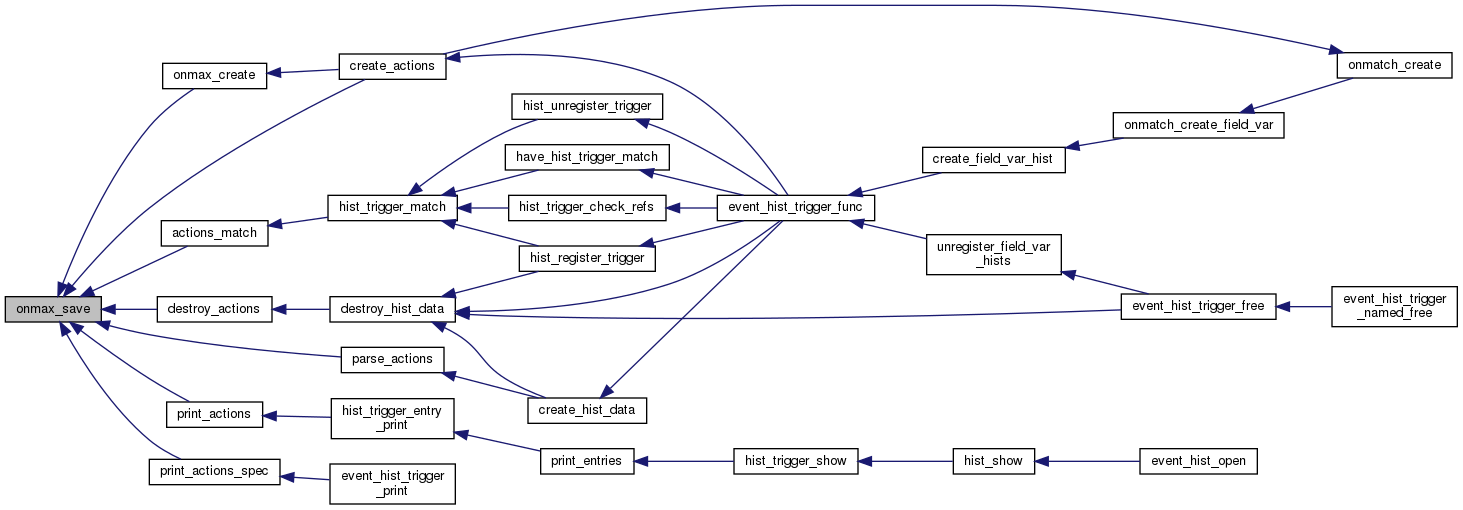 onmax_save
onmax_create
actions_match
destroy_actions
print_actions
print_actions_spec
create_actions
hist_trigger_match
destroy_hist_data
parse_actions
hist_trigger_entry
_print
event_hist_trigger
_print
hist_unregister_trigger
have_hist_trigger_match
hist_trigger_check_refs
hist_register_trigger
create_hist_data
print_entries
event_hist_trigger_func
hist_trigger_show
create_field_var_hist
unregister_field_var
_hists
hist_show
onmatch_create_field_var
event_hist_trigger_free
event_hist_open
onmatch_create
event_hist_trigger
_named_free